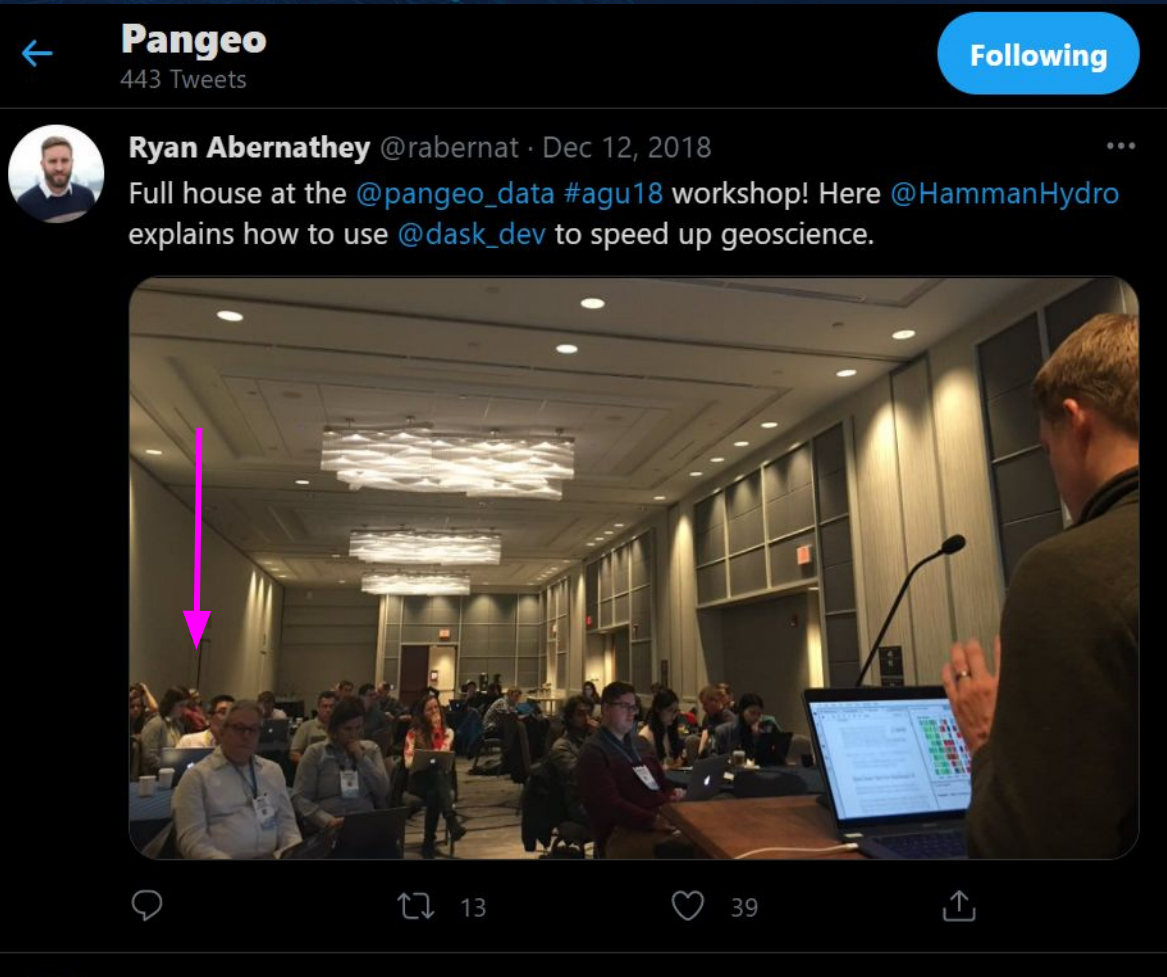 Pangeo
443 Tweets
Following
Ryan Abernathey @rabernat · Dec 12, 2018
Full house at the @pangeo_data #agu18 workshop! Here @HammanHydro
explains how to use @dask_dev to speed up geoscience.
13
39